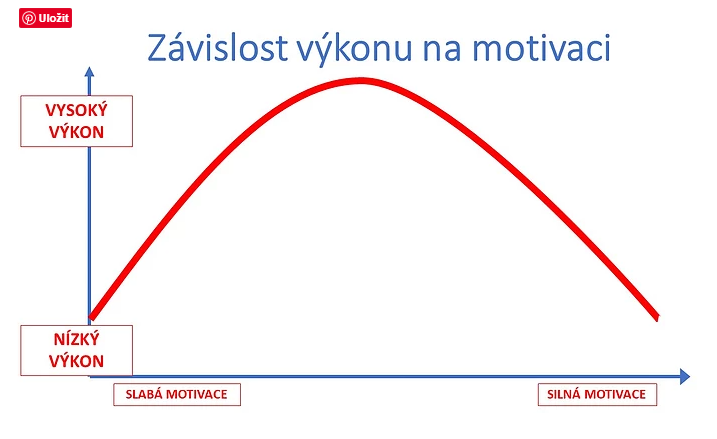 Uložit
Závislost výkonu na motivaci
VYSOKÝ
VÝKON
NÍZKÝ
VÝKON
SLABÁ MOTIVACE
SILNÁ MOTIVACE